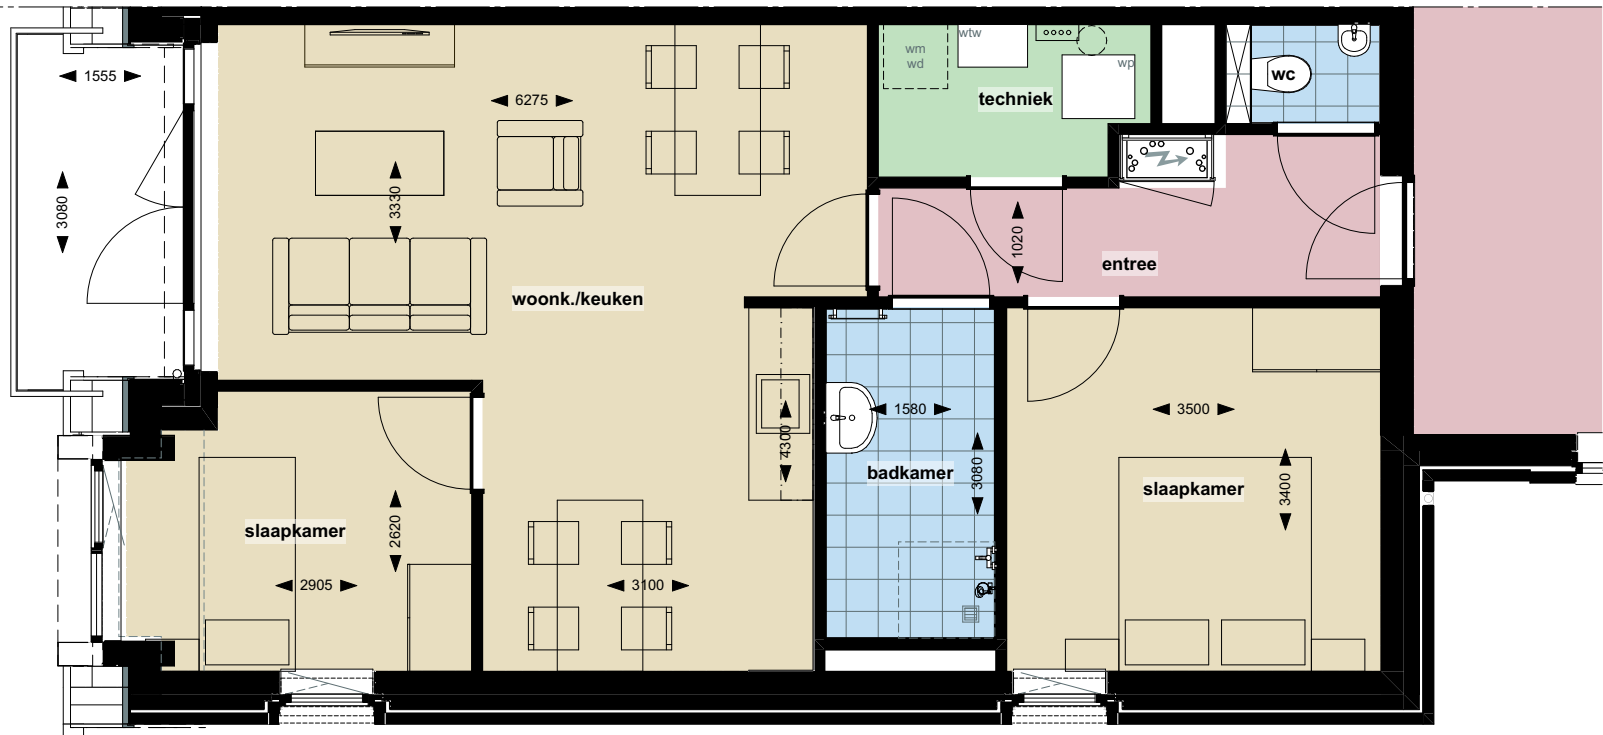 wm
wd
wtw
wp
wc
techniek
1555
6275
3080
3330
1020
entree
woonk./keuken
1580
3500
4300
badkamer
3080
slaapkamer
3400
slaapkamer
2620
2905
3100